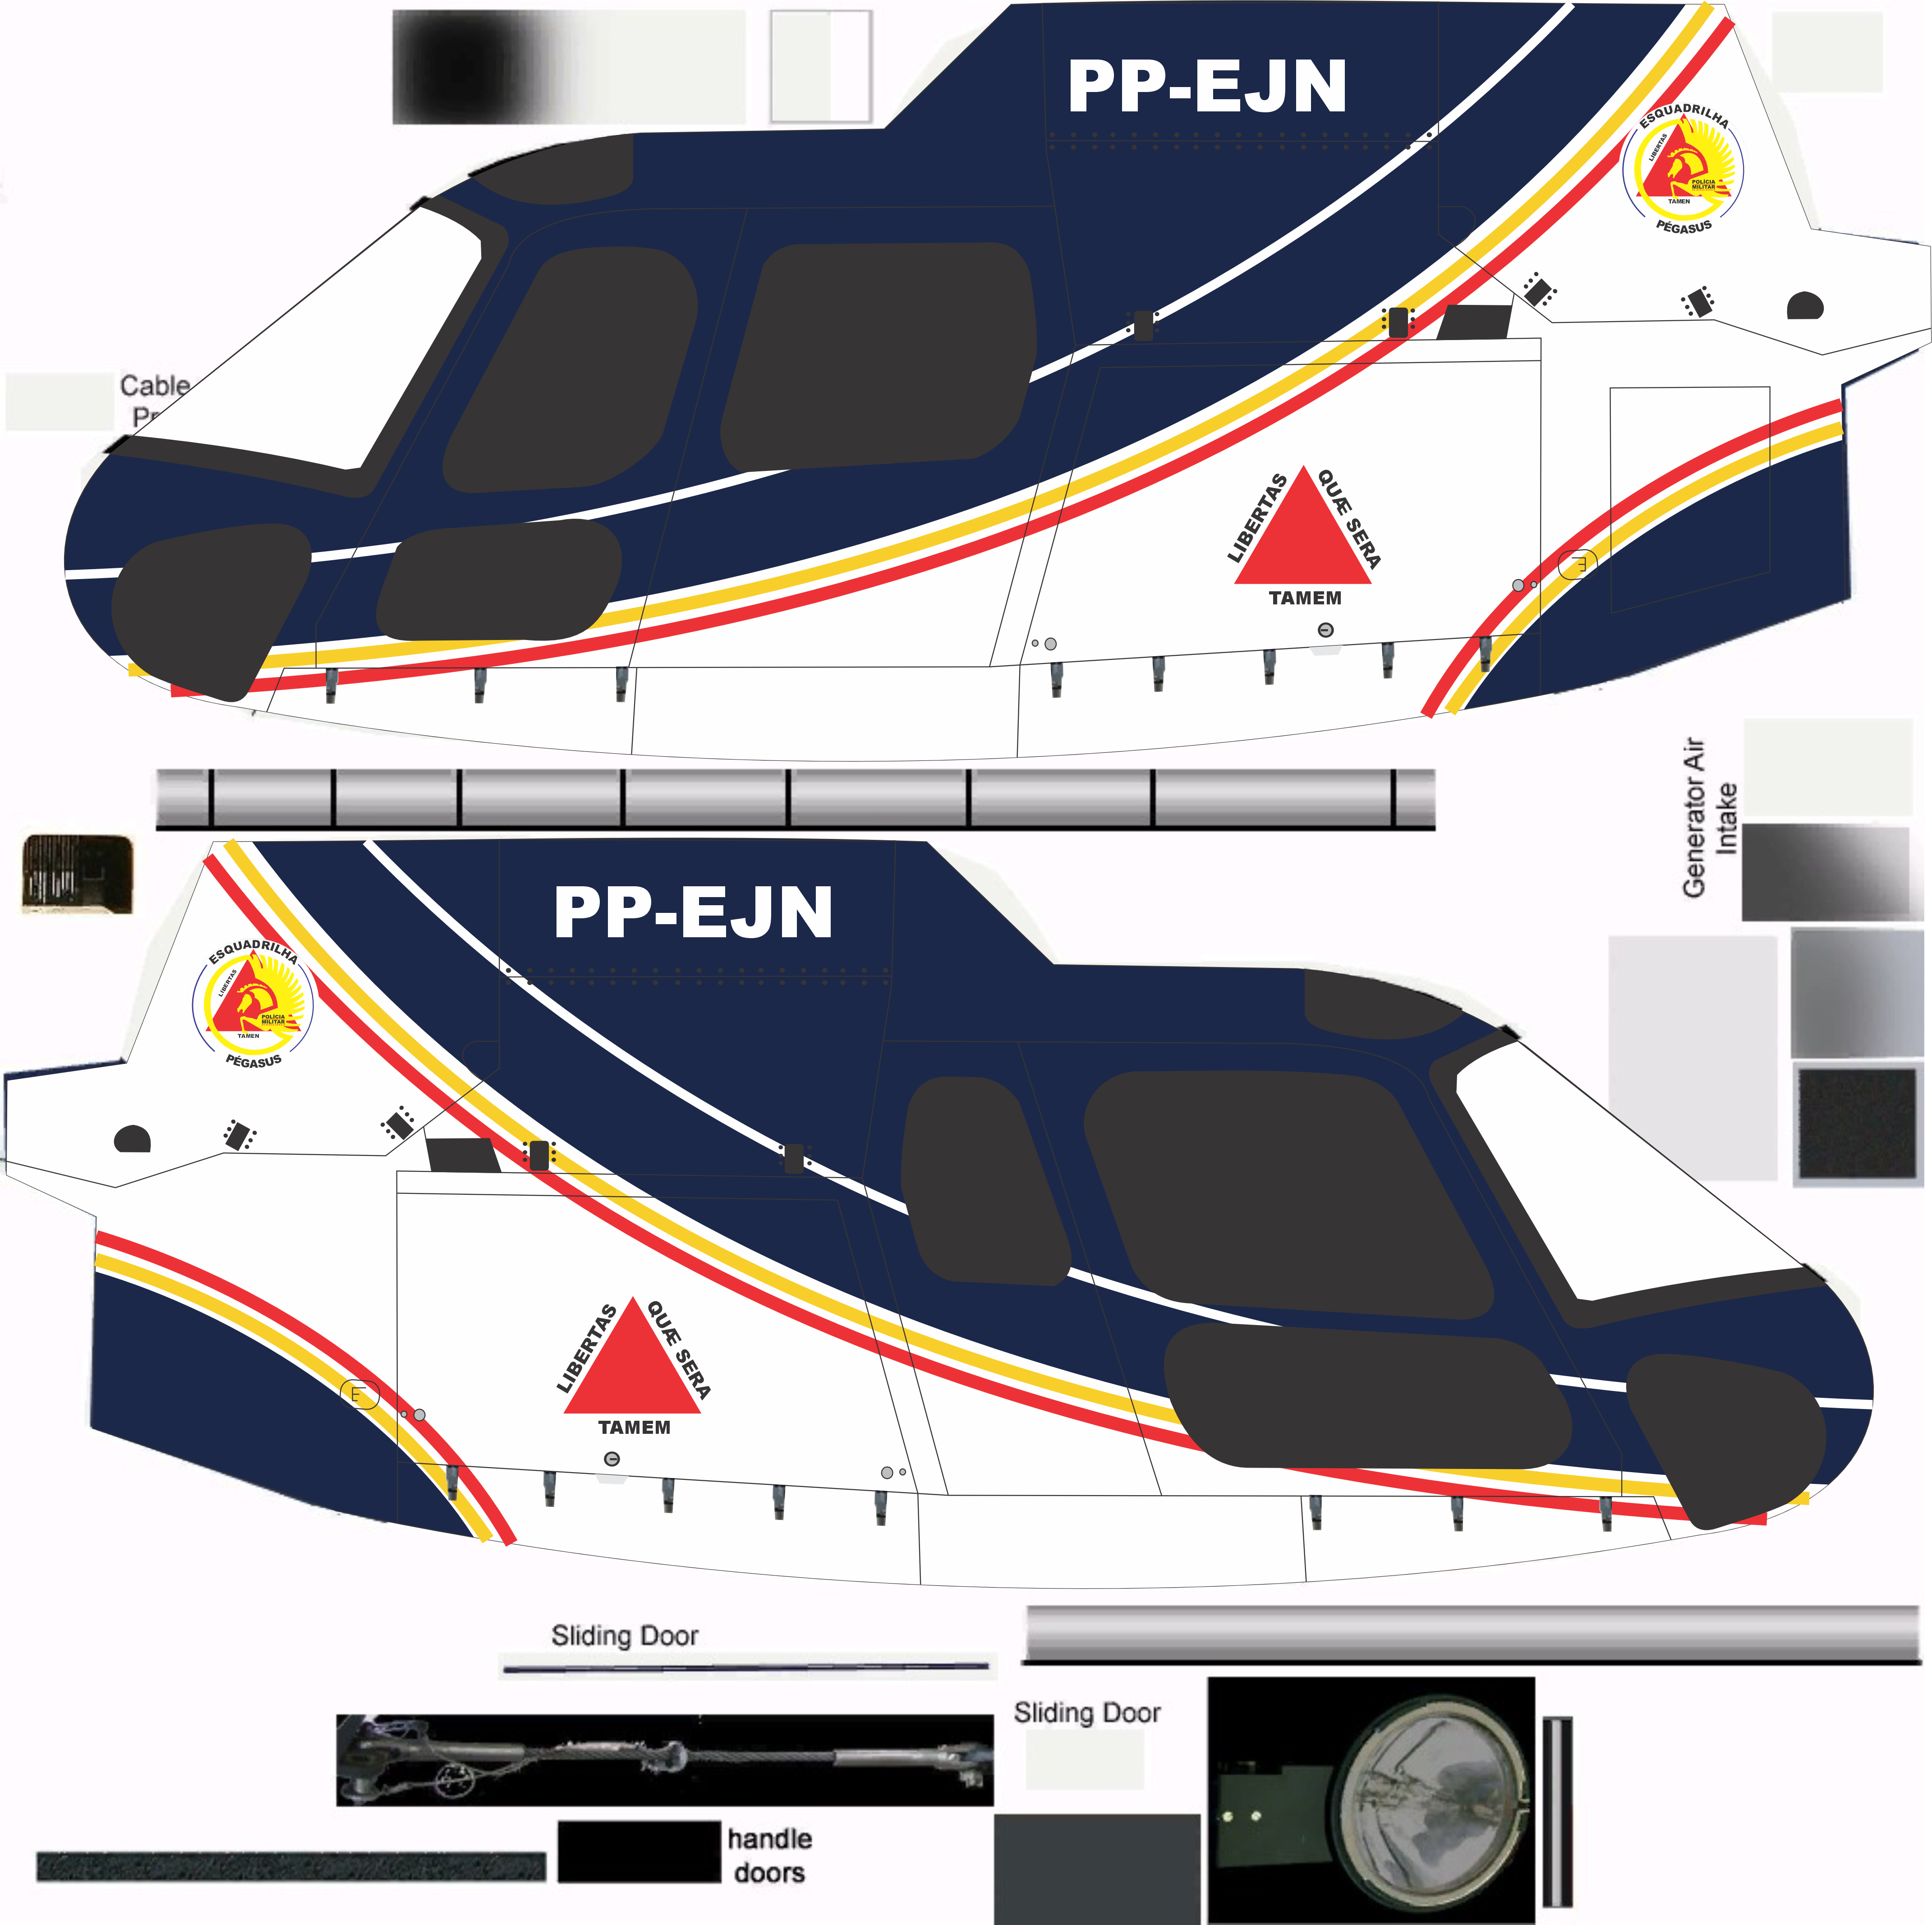 PP-EJN
ESQUADRILHA
LIBERTAS
POLÍCIA
MILITAR
TAMEN
PÉGASUS
Cable
LIBERTAS
QUÆ SERA
TAMEM
E
Generator Air
Intake
PP-EJN
ESQUADRILHA
LIBERTAS
POLÍCIA
MILITAR
TAMEN
PÉGASUS
LIBERTAS
QUÆ SERA
TAMEM
E
Sliding Door
Sliding Door
handle
doors